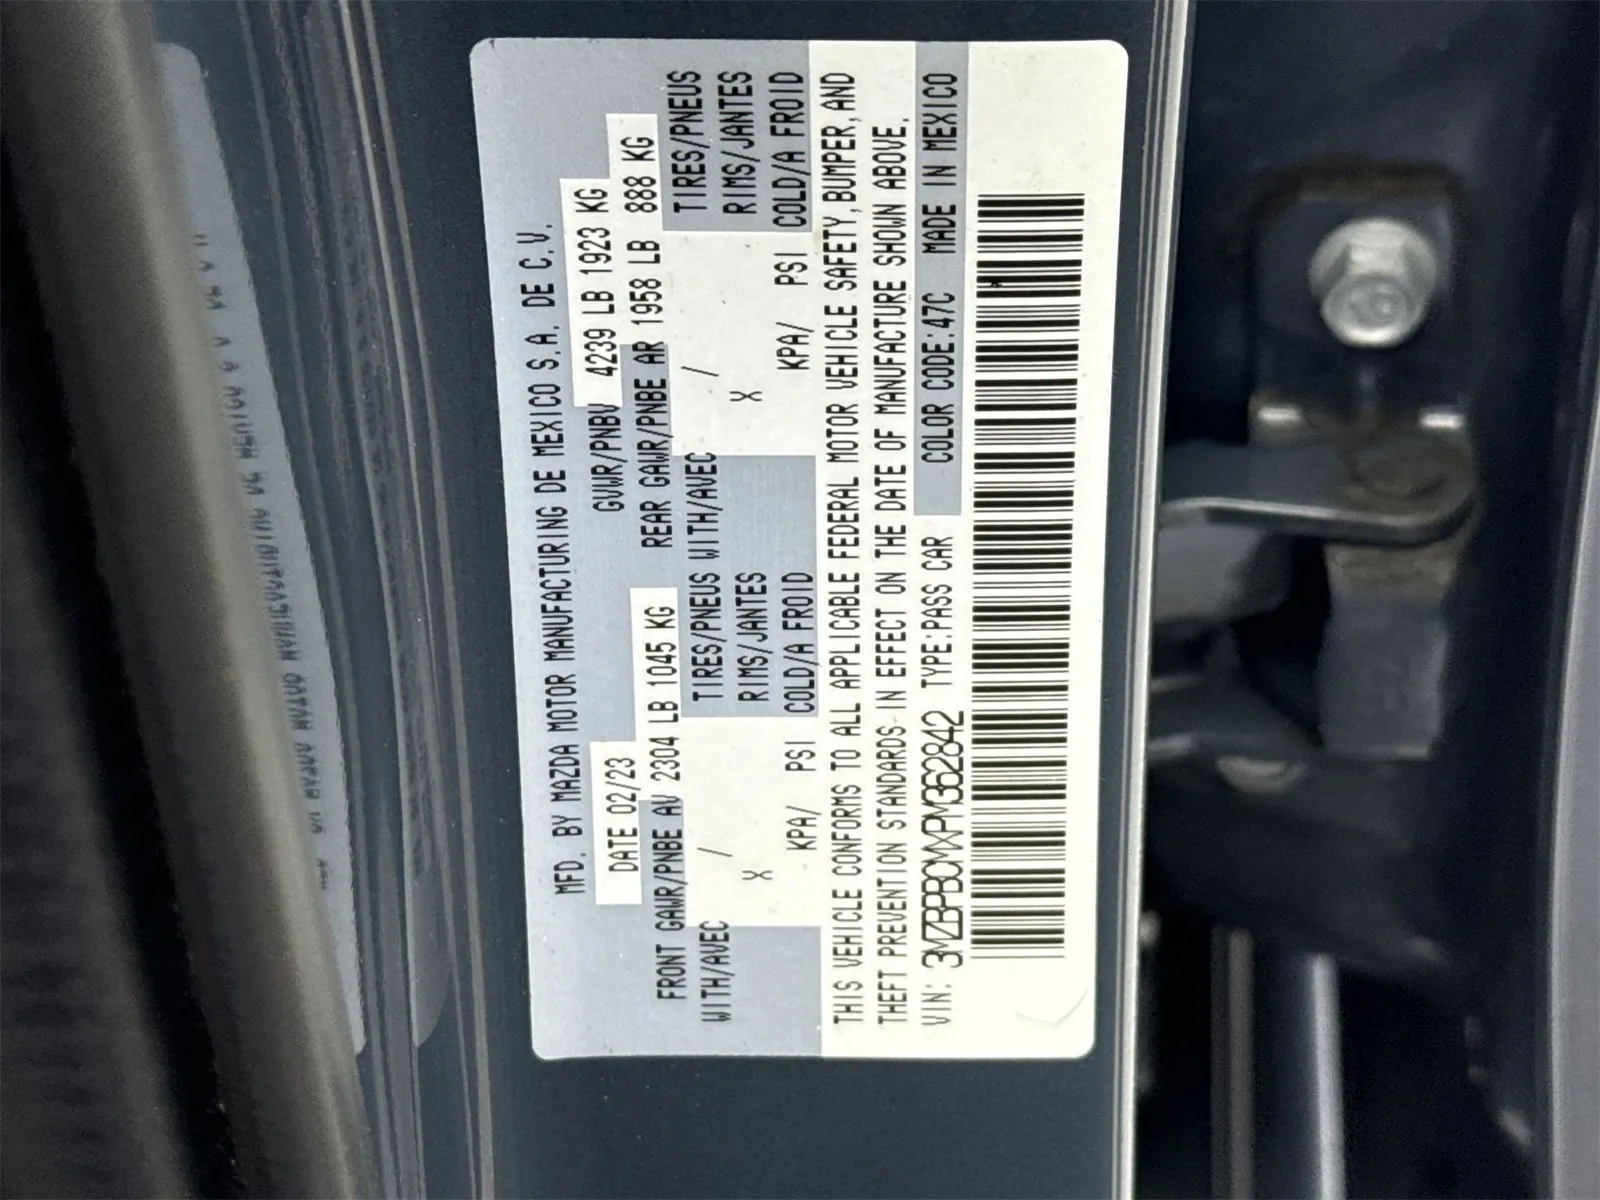 MFD. BY MAZDA MOTOR MANUFACTURING DE MEXICO S.A. DE C.V.
DATE 02/23 GVWR/PNBV 4239 LB 1923 KG
FRONT GAWR/PNBE AV 2304 LB 1045 KG REAR GAWR/PNBE AR 1958 LB 888 KG
WITH/AVEC / TIRES/PNEUS WITH/AVEC / TIRES/PNEUS
X RIMS/JANTES X RIMS/JANTES
KPA/ PSI COLD/A FROID KPA/ PSI COLD/A FROID
THIS VEHICLE CONFORMS TO ALL APPLICABLE FEDERAL MOTOR VEHICLE SAFETY,BUMPER,AND
THEFT PREVENTION STANDARDS IN EFFECT ON THE DATE OF MANUFACTURE SHOWN ABOVE.
VIN: 3MZBPBCMXPM362842 TYPE:PASS CAR COLOR CODE:47C MADE IN MEXICO